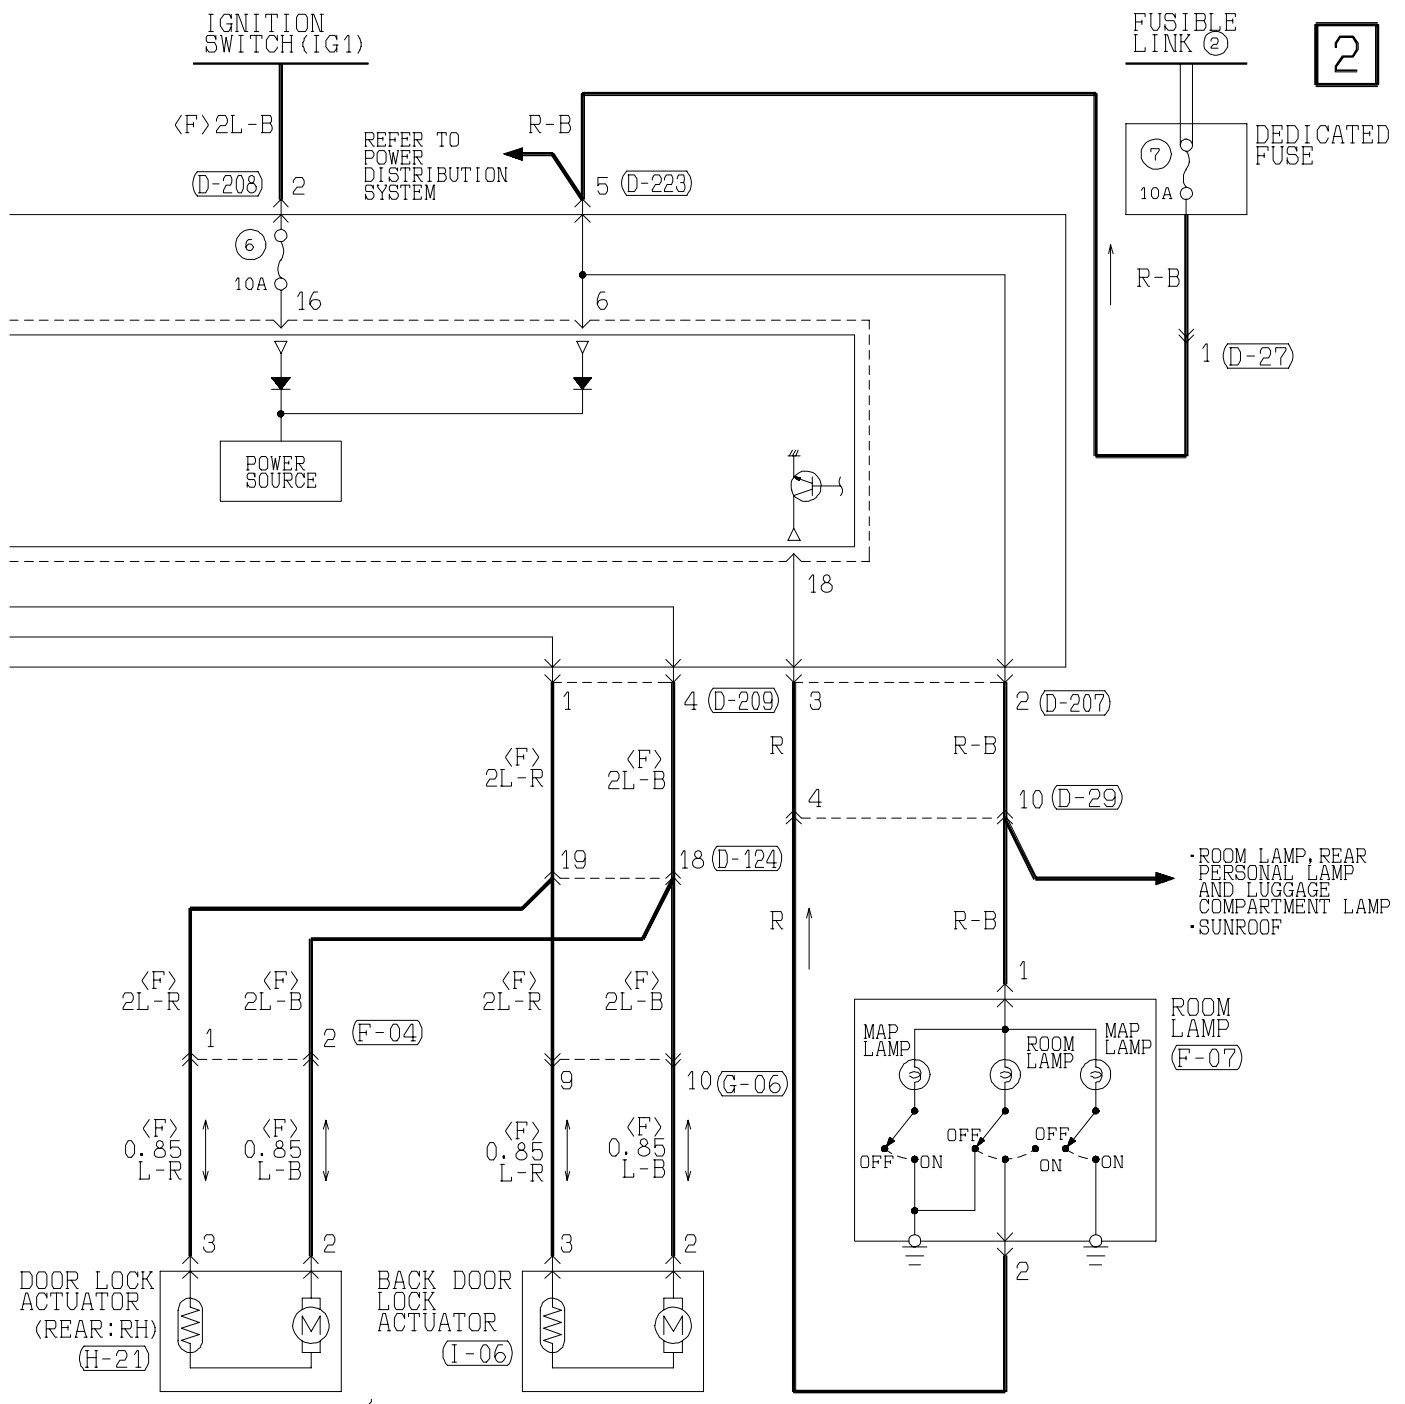 IGNITION
SWITCH(IG1)
FUSIBLE
LINK 2
2
<F>2L-B
R-B
REFER TO
POWER
DISTRIBUTION
SYSTEM
DEDICATED
FUSE
7
10A
(D-208) 2
5 (D-223)
6
10A
R-B
16
6
1 (D-27)
POWER
SOURCE
18
1
4 (D-209)
3
2 (D-207)
R
R-B
<F>
2L-R
<F>
2L-B
4
10 (D-29)
19
18 (D-124)
·ROOM LAMP,REAR
PERSONAL LAMP
AND LUGGAGE
COMPARTMENT LAMP
·SUNROOF
R
R-B
1
<F>
2L-R
<F>
2L-B
<F>
2L-R
<F>
2L-B
1
2
(F-04)
ROOM
LAMP
(F-07)
MAP
LAMP
ROOM
LAMP
MAP
LAMP
9
10 (G-06)
<F>
0.85
L-R
<F>
0.85
L-B
<F>
0.85
L-R
<F>
0.85
L-B
OFF
ON
OFF
ON
OFF
ON
3
2
3
2
2
DOOR LOCK
ACTUATOR
(REAR:RH)
(H-21)
M
BACK DOOR
LOCK
ACTUATOR
(I-06)
M